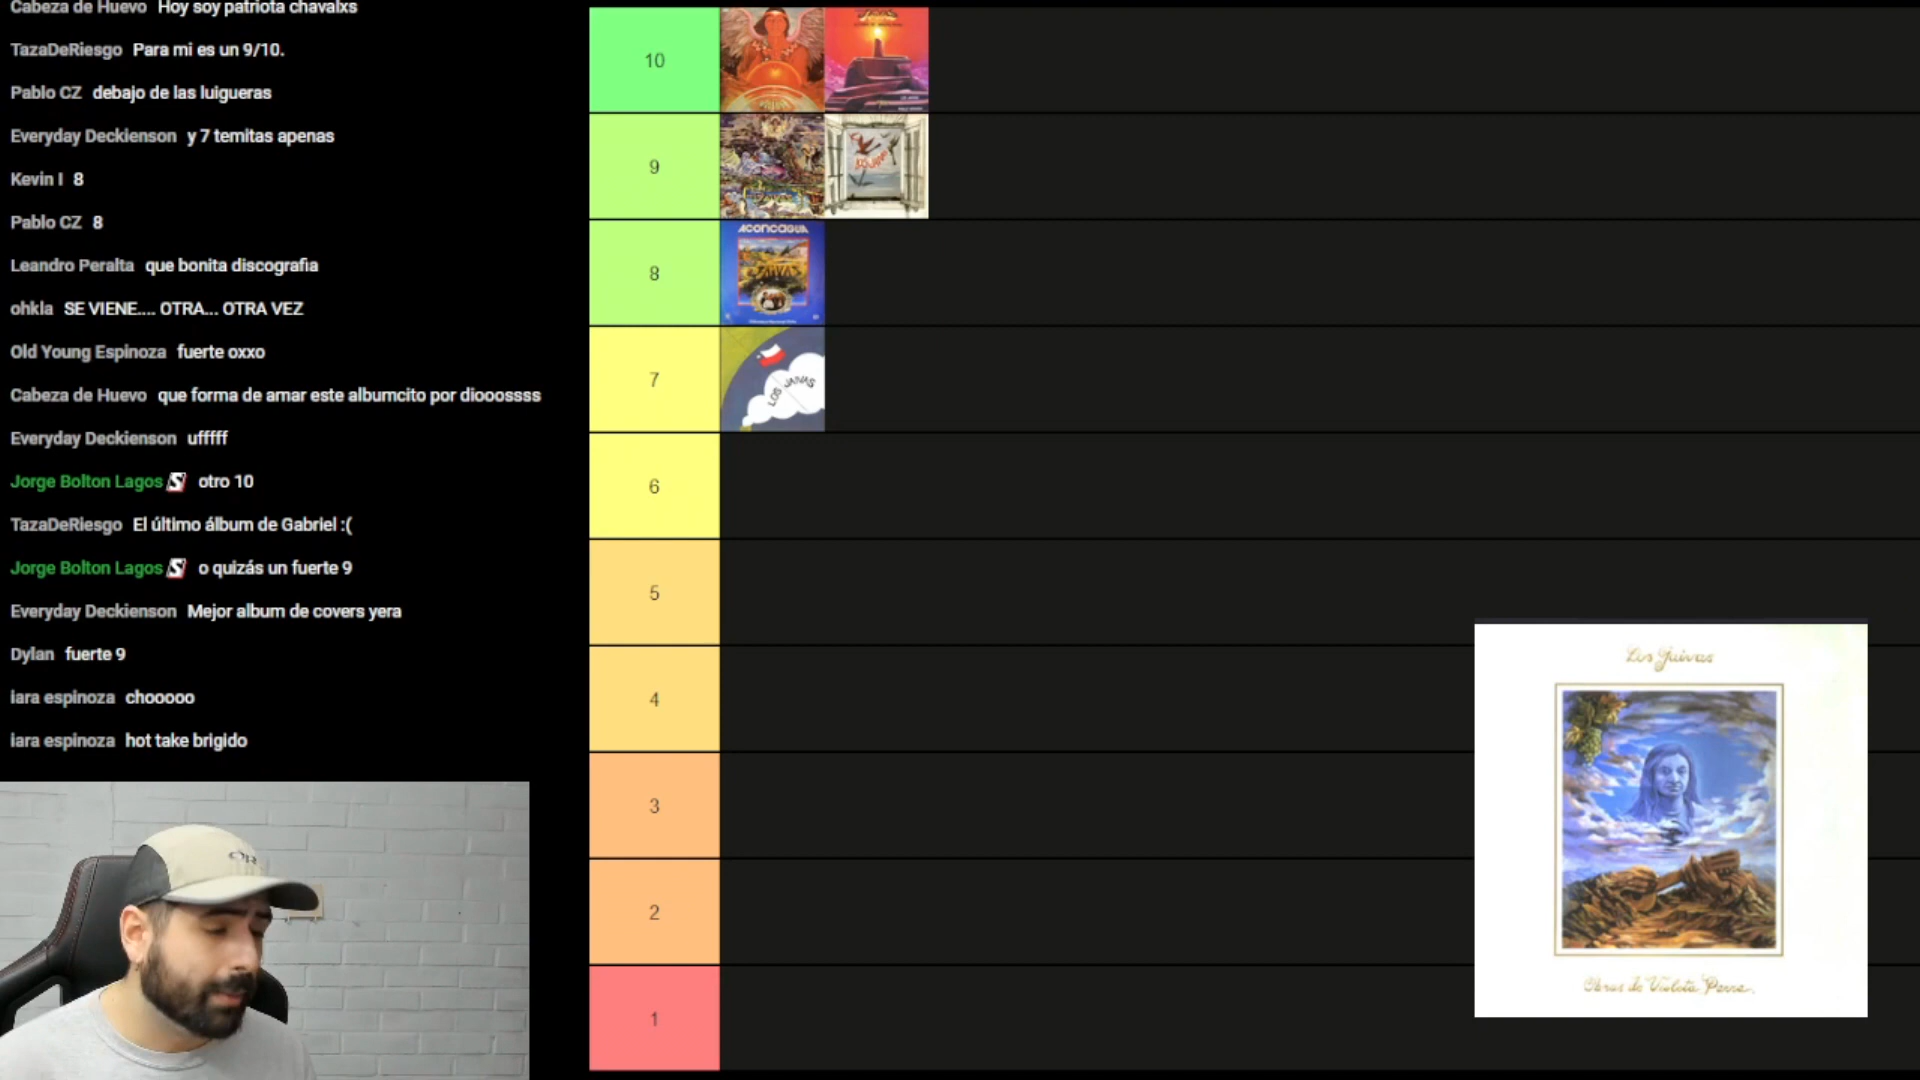 Cabeza de Huevo Hoy soy patriota chavalxs
TazaDeRiesgo Para mi es un 9/10.
Pablo CZ debajo de las luigueras
Everyday Deckienson y 7 temitas apenas
Kevin I 8
Pablo CZ 8
Leandro Peralta que bonita discografia
ohkla SE VIENE.... OTRA... OTRA VEZ
Old Young Espinoza fuerte oxxo
Cabeza de Huevo que forma de amar este albumcito por diooossss
Everyday Deckienson ufffff
Jorge Bolton Lagos S otro 10
TazaDeRiesgo El último álbum de Gabriel :(
Jorge Bolton Lagos S o quizás un fuerte 9
Everyday Deckienson Mejor album de covers yera
Dylan fuerte 9
iara espinoza chooooo
iara espinoza hot take brigido
OR
10
9
8
ACONCAGUA
JAIVAS
7
LOS JAIVAS
6
5
4
3
2
1
Los Jaivas
Obras de Violeta Parra